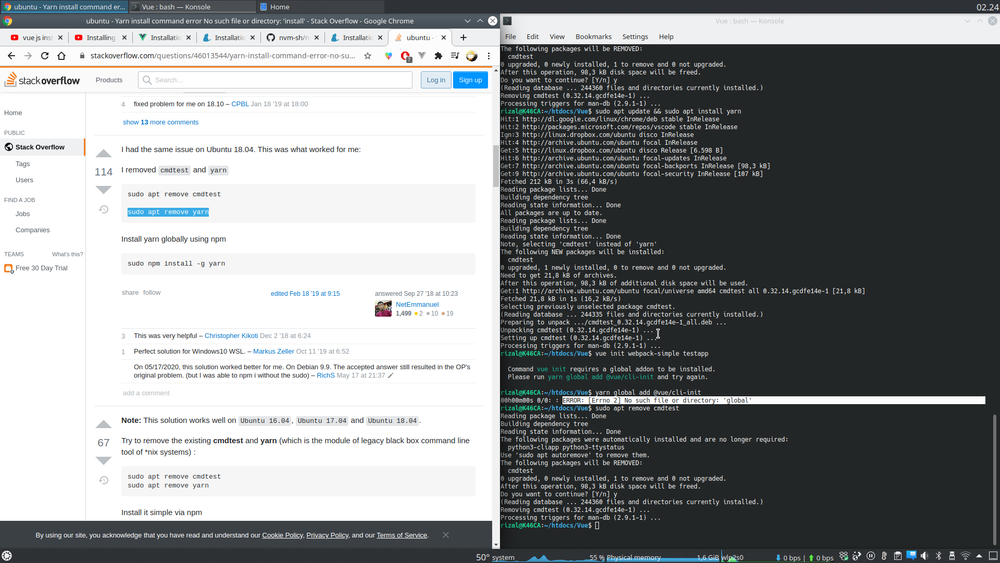 ubuntu - Yarn install command er...
Vue : bash — Konsole
Home
02.24
ubuntu - Yarn install command error No such file or directory: 'install' - Stack Overflow - Google Chrome
vue js inst
Installing
Installatio
Installatio
nvm-sh/n
Installatio
ubuntu -
stackoverflow.com/questions/46013544/yarn-install-command-error-no-su...
stackoverflow
Products
Search...
Log in
Sign up
Home
PUBLIC
Stack Overflow
Tags
Users
FIND A JOB
Jobs
Companies
TEAMS
What's this?
Free 30 Day Trial
4 fixed problem for me on 18.10 – CPBL Jan 18 '19 at 18:00
show 13 more comments
114
I had the same issue on Ubuntu 18.04. This was what worked for me:
I removed cmdtest and yarn
sudo apt remove cmdtest
sudo apt remove yarn
Install yarn globally using npm
sudo npm install -g yarn
share follow
edited Feb 18 '19 at 9:15
answered Sep 27 '18 at 10:23
NetEmmanuel
1,499 2 10 19
3 This was very helpful – Christopher Kikoti Dec 2 '18 at 6:24
1 Perfect solution for Windows10 WSL. – Markus Zeller Oct 11 '19 at 6:52
On 05/17/2020, this solution worked better for me. On Debian 9.9. The accepted answer still resulted in the OP's
original problem. (but I was able to npm i without the sudo) – RichS May 17 at 21:37
add a comment
67
Note: This solution works well on Ubuntu 16.04, Ubuntu 17.04 and Ubuntu 18.04.
Try to remove the existing cmdtest and yarn (which is the module of legacy black box command line
tool of *nix systems) :
sudo apt remove cmdtest
sudo apt remove yarn
Install it simple via npm
By using our site, you acknowledge that you have read and understand our Cookie Policy, Privacy Policy, and our Terms of Service.
Vue : bash — Konsole
File Edit View Bookmarks Settings Help
The following packages will be REMOVED:
cmdtest
0 upgraded, 0 newly installed, 1 to remove and 0 not upgraded.
After this operation, 98,3 kB disk space will be freed.
Do you want to continue? [Y/n] y
(Reading database ... 244360 files and directories currently installed.)
Removing cmdtest (0.32.14.gcdfe14e-1) ...
Processing triggers for man-db (2.9.1-1) ...
rizal@K46CA:~/htdocs/Vue$ sudo apt update && sudo apt install yarn
Hit:1 http://dl.google.com/linux/chrome/deb stable InRelease
Hit:2 http://packages.microsoft.com/repos/vscode stable InRelease
Ign:3 http://linux.dropbox.com/ubuntu disco InRelease
Hit:4 http://archive.ubuntu.com/ubuntu focal InRelease
Get:5 http://linux.dropbox.com/ubuntu disco Release [6.598 B]
Hit:6 http://archive.ubuntu.com/ubuntu focal-updates InRelease
Get:7 http://archive.ubuntu.com/ubuntu focal-backports InRelease [98,3 kB]
Get:9 http://archive.ubuntu.com/ubuntu focal-security InRelease [107 kB]
Fetched 212 kB in 3s (66,4 kB/s)
Reading package lists... Done
Building dependency tree
Reading state information... Done
All packages are up to date.
Reading package lists... Done
Building dependency tree
Reading state information... Done
Note, selecting 'cmdtest' instead of 'yarn'
The following NEW packages will be installed:
cmdtest
0 upgraded, 1 newly installed, 0 to remove and 0 not upgraded.
Need to get 21,8 kB of archives.
After this operation, 98,3 kB of additional disk space will be used.
Get:1 http://archive.ubuntu.com/ubuntu focal/universe amd64 cmdtest all 0.32.14.gcdfe14e-1 [21,8 kB]
Fetched 21,8 kB in 1s (16,2 kB/s)
Selecting previously unselected package cmdtest.
(Reading database ... 244335 files and directories currently installed.)
Preparing to unpack .../cmdtest_0.32.14.gcdfe14e-1_all.deb ...
Unpacking cmdtest (0.32.14.gcdfe14e-1) ...
Setting up cmdtest (0.32.14.gcdfe14e-1) ...
Processing triggers for man-db (2.9.1-1) ...
rizal@K46CA:~/htdocs/Vue$ vue init webpack-simple testapp
Command vue init requires a global addon to be installed.
Please run yarn global add @vue/cli-init and try again.
rizal@K46CA:~/htdocs/Vue$ yarn global add @vue/cli-init
00h00m00s 0/0: : ERROR: [Errno 2] No such file or directory: 'global'
rizal@K46CA:~/htdocs/Vue$ sudo apt remove cmdtest
Reading package lists... Done
Building dependency tree
Reading state information... Done
The following packages were automatically installed and are no longer required:
python3-cliapp python3-ttystatus
Use 'sudo apt autoremove' to remove them.
The following packages will be REMOVED:
cmdtest
0 upgraded, 0 newly installed, 1 to remove and 0 not upgraded.
After this operation, 98,3 kB disk space will be freed.
Do you want to continue? [Y/n] y
(Reading database ... 244360 files and directories currently installed.)
Removing cmdtest (0.32.14.gcdfe14e-1) ...
Processing triggers for man-db (2.9.1-1) ...
rizal@K46CA:~/htdocs/Vue$
50° system
55 % Physical memory
1,6 GiB wlp2s0
0 bps | 0 bps